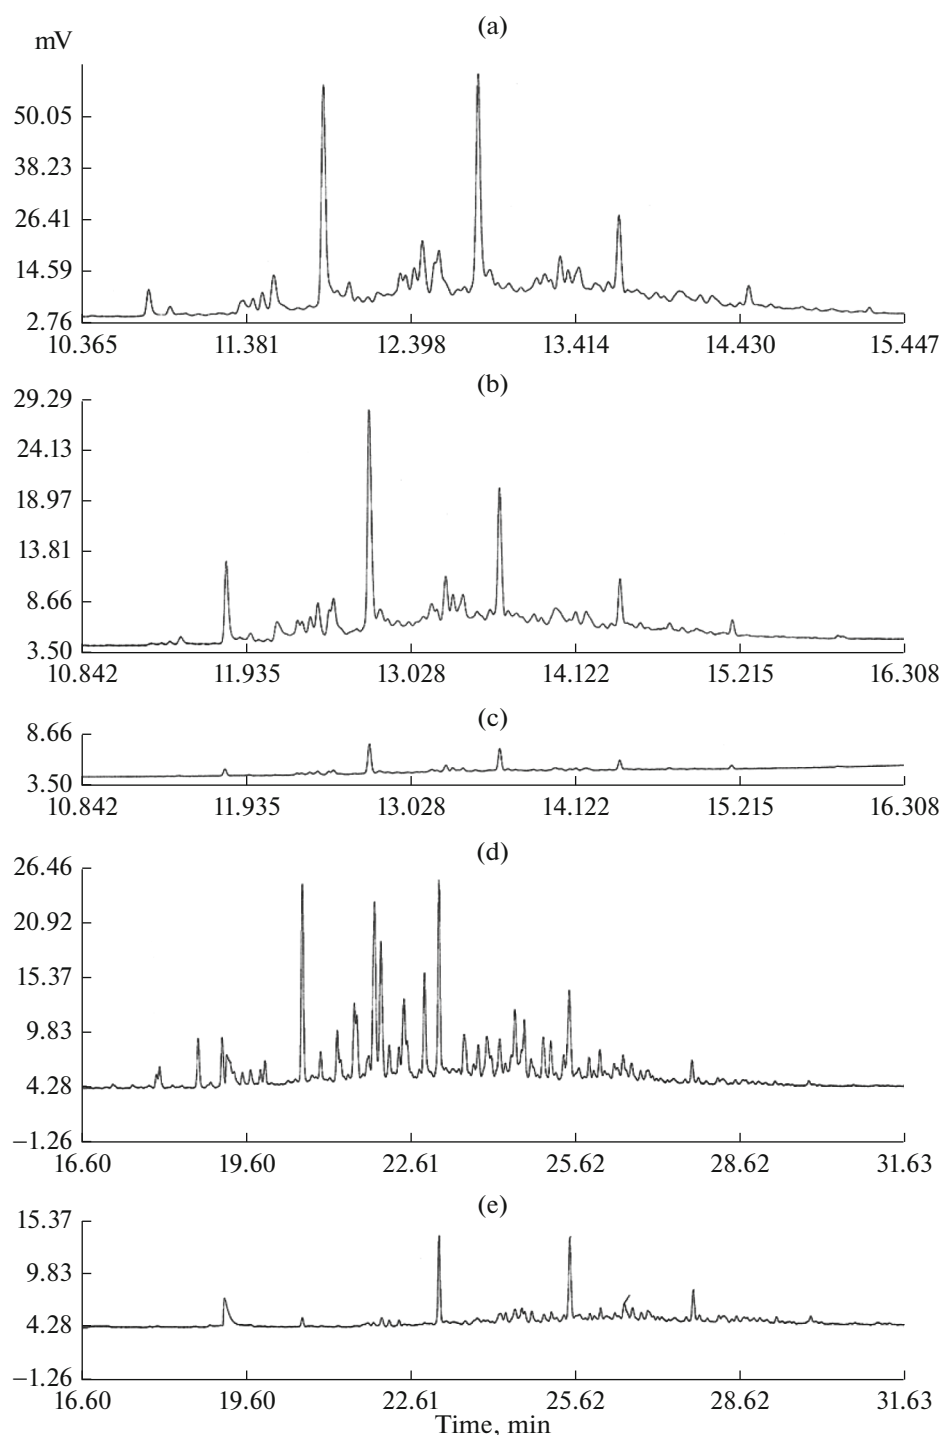 (a)
mV
50.05
38.23
26.41
14.59
2.76
10.365 11.381 12.398 13.414 14.430 15.447
(b)
29.29
24.13
18.97
13.81
8.66
3.50
10.842 11.935 13.028 14.122 15.215 16.308
(c)
8.66
3.50
10.842 11.935 13.028 14.122 15.215 16.308
(d)
26.46
20.92
15.37
9.83
4.28
−1.26
16.60 19.60 22.61 25.62 28.62 31.63
(e)
15.37
9.83
4.28
−1.26
16.60 19.60 22.61 25.62 28.62 31.63
Time, min